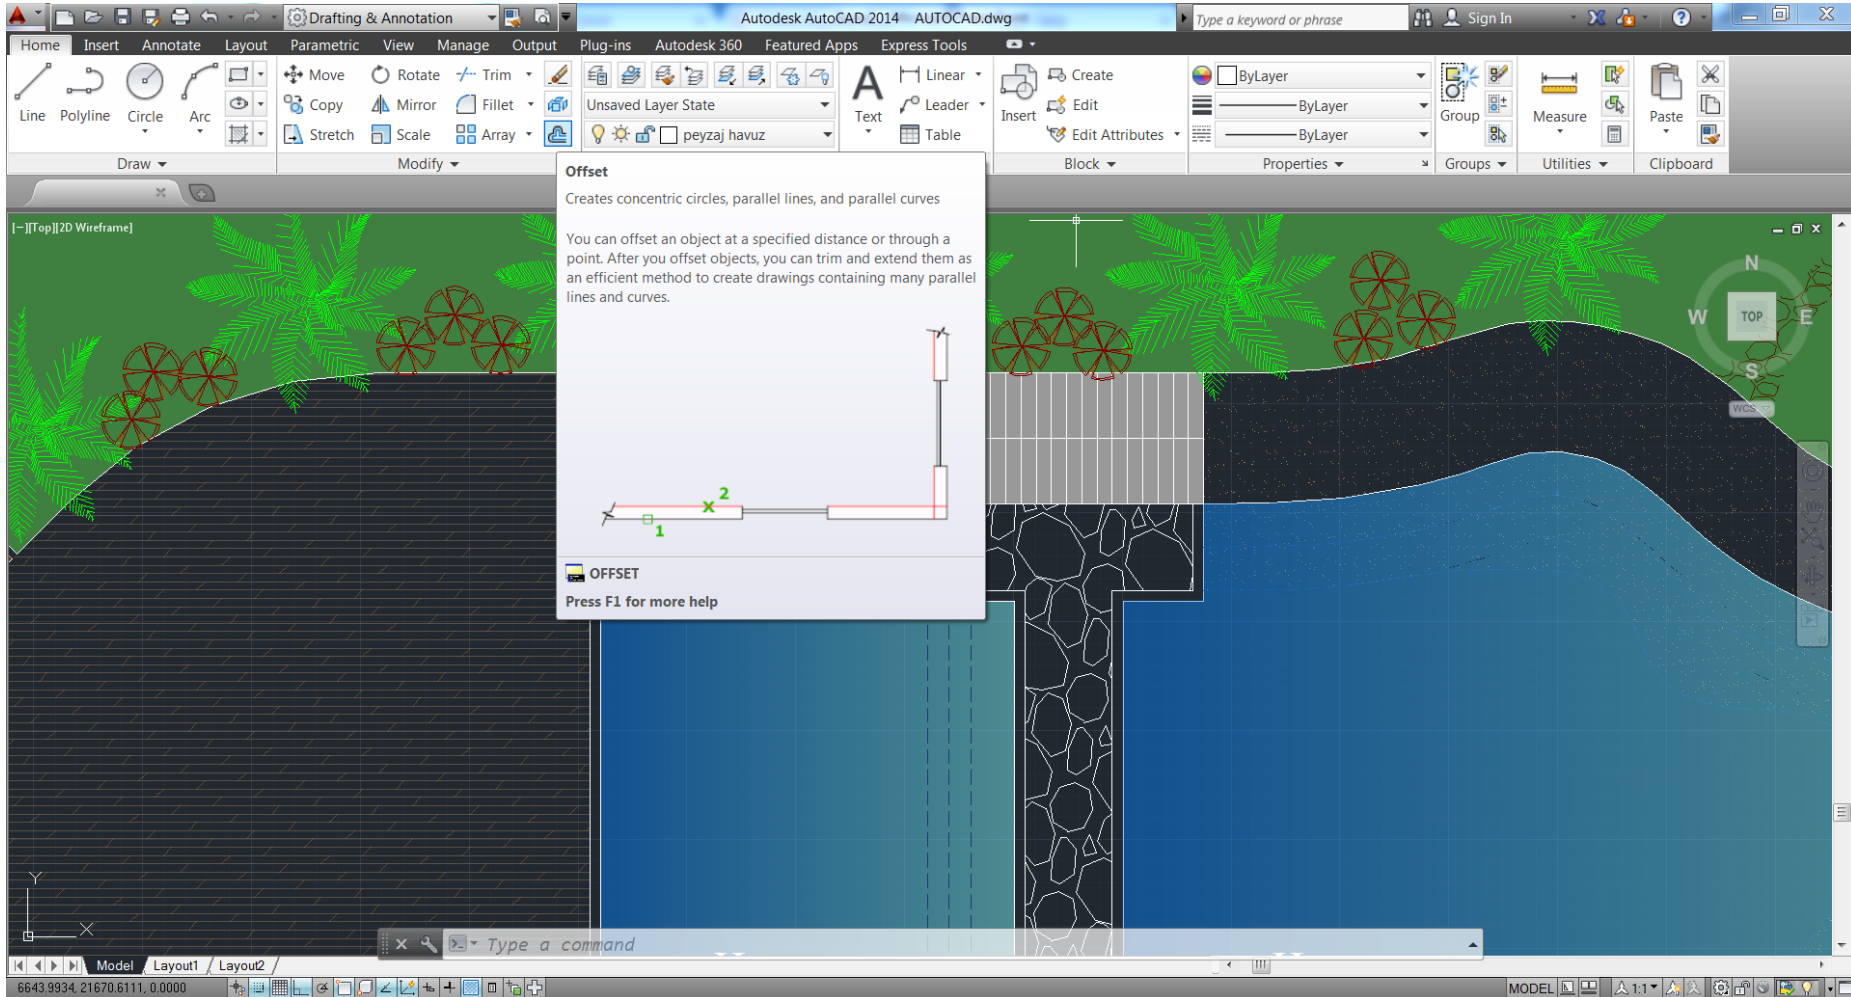 Drafting & Annotation
Autodesk AutoCAD 2014 AUTOCAD.dwg
Type a keyword or phrase
Sign In
Home Insert Annotate Layout Parametric View Manage Output Plug-ins Autodesk 360 Featured Apps Express Tools
Line Polyline Circle Arc
Move Rotate Trim
Copy Mirror Fillet
Stretch Scale Array
Unsaved Layer State
peyzaj havuz
Text
Linear
Leader
Table
Insert
Create
Edit
Edit Attributes
ByLayer
ByLayer
ByLayer
Group
Measure
Paste
Draw Modify Block Properties Groups Utilities Clipboard
Offset
Creates concentric circles, parallel lines, and parallel curves
You can offset an object at a specified distance or through a
point. After you offset objects, you can trim and extend them as
an efficient method to create drawings containing many parallel
lines and curves.
2
1
OFFSET
Press F1 for more help
[−][Top][2D Wireframe]
N
W TOP E
S
WCS
Y
X
Type a command
Model Layout1 Layout2
6643.9934, 21670.6111, 0.0000
MODEL
1:1